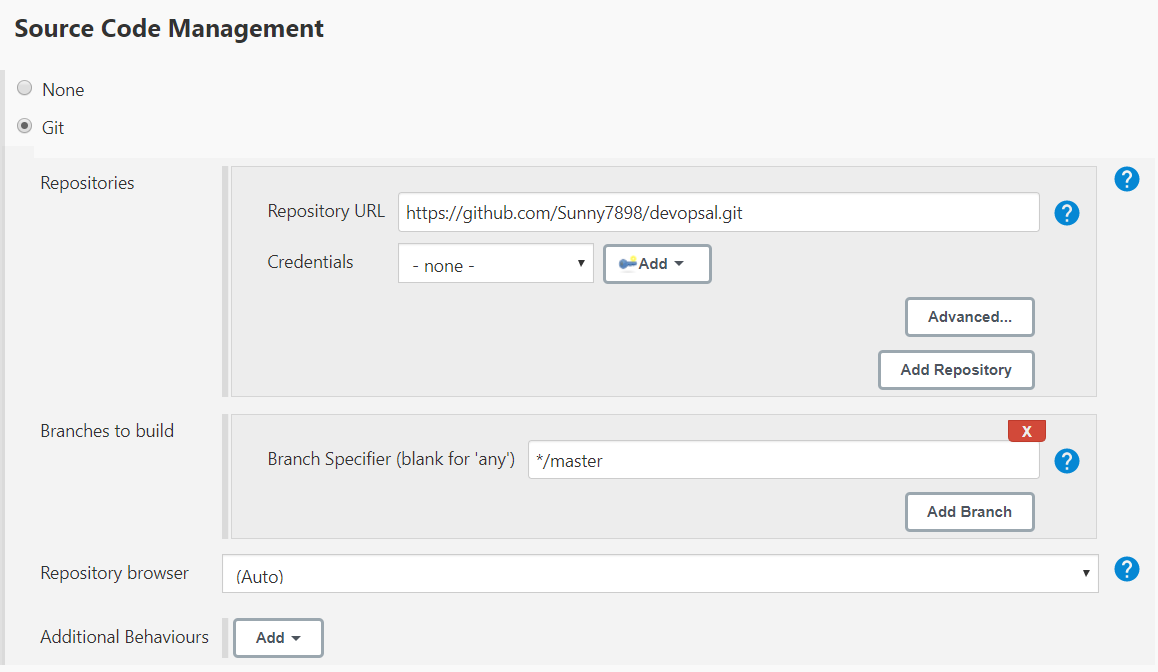 Source Code Management
None
Git
Repositories
Repository URL https://github.com/Sunny7898/devopsal.git
Credentials - none - Add
Advanced...
Add Repository
Branches to build
X
Branch Specifier (blank for 'any') */master
Add Branch
Repository browser (Auto)
Additional Behaviours Add